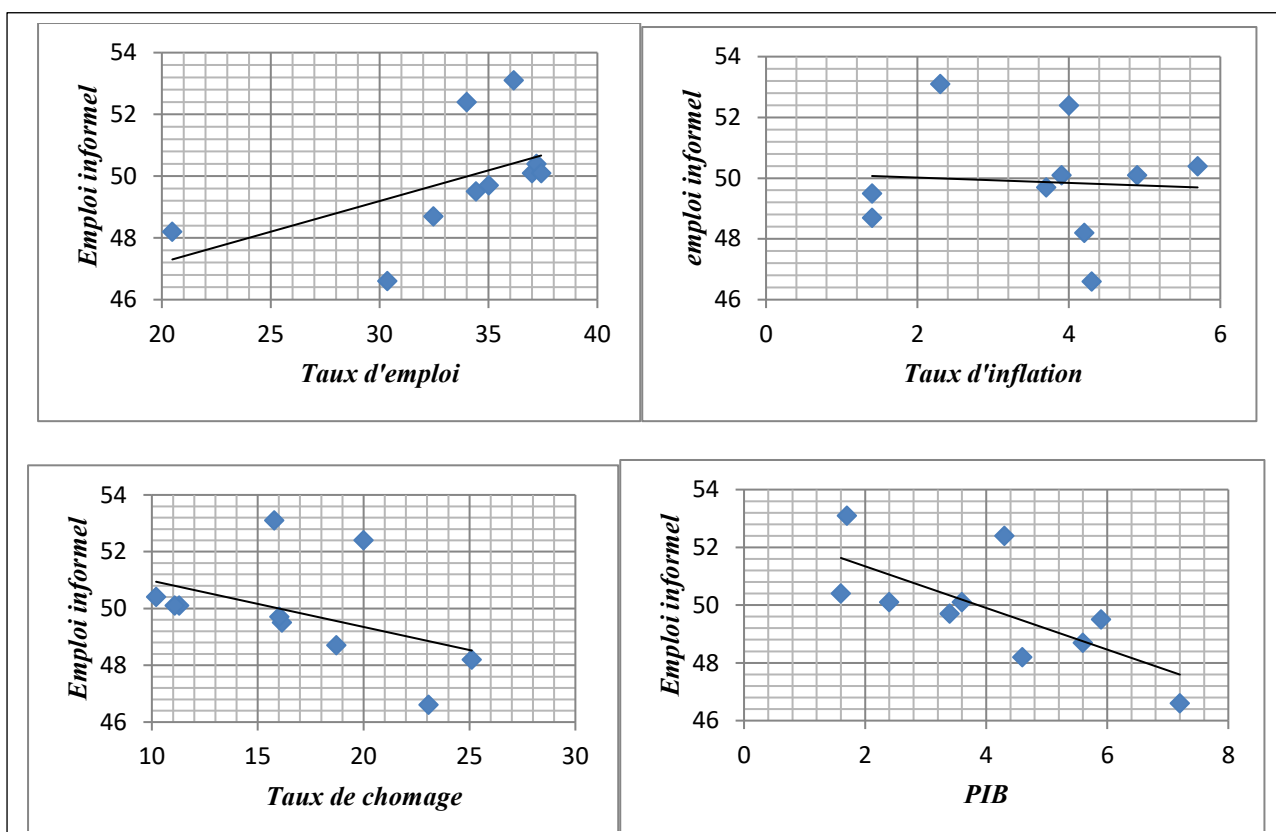 54
52
50
48
46
Emploi informel
20 25 30 35 40
Taux d'emploi
54
52
50
48
46
emploi informel
0 2 4 6
Taux d'inflation
54
52
50
48
46
Emploi informel
10 15 20 25 30
Taux de chomage
54
52
50
48
46
Emploi informel
0 2 4 6 8
PIB